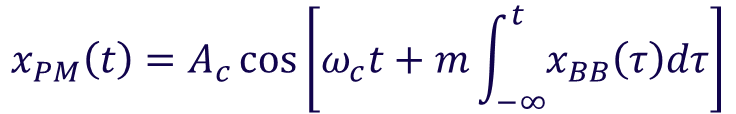 x_{PM}(t) = A_c cos[ω_c t + m ∫_{-∞}^{t} x_{BB}(τ)dτ]